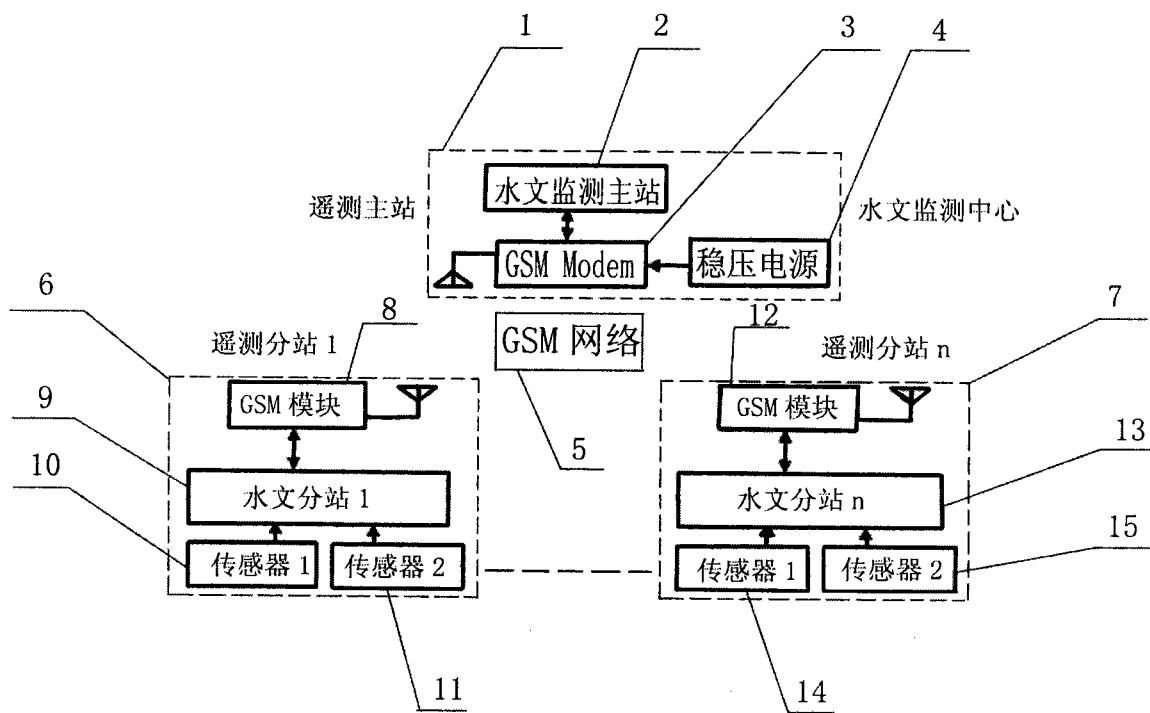 1
2
3
4
水文监测主站
遥测主站
水文监测中心
GSM Modem
稳压电源
6
8
5
12
7
遥测分站 1
GSM 网络
遥测分站 n
GSM 模块
GSM 模块
9
13
10
水文分站 1
水文分站 n
15
传感器 1
传感器 2
传感器 1
传感器 2
11
14